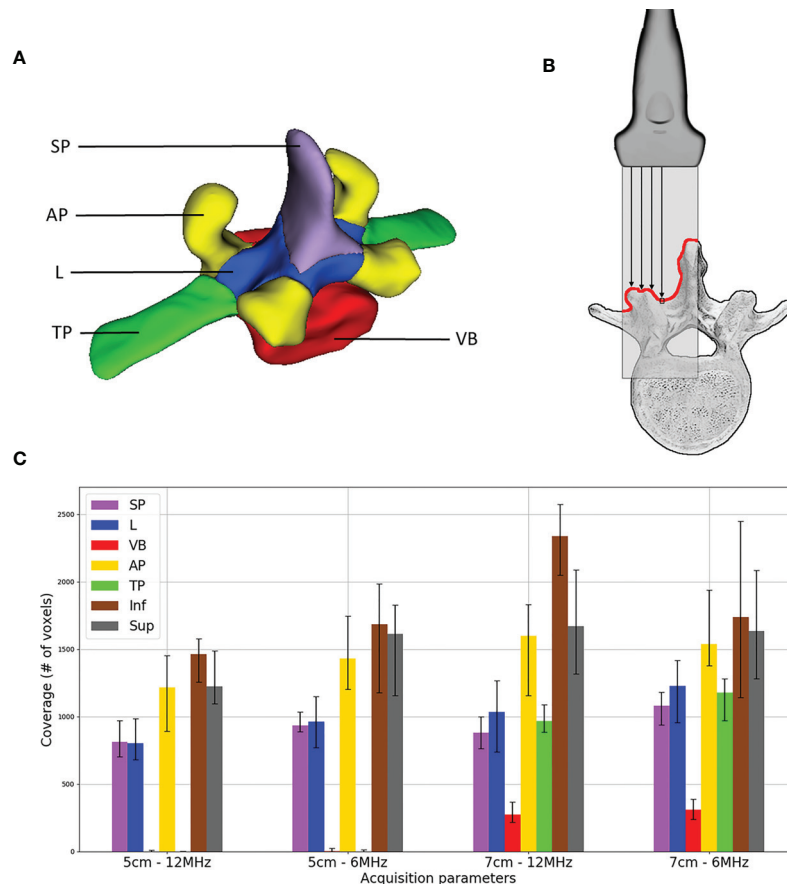 A
SP
AP
L
TP
VB
B
C
SP
L
VB
AP
TP
Inf
Sup
Coverage (# of voxels)
2500
2000
1500
1000
500
0
5cm - 12MHz
5cm - 6MHz
7cm - 12MHz
7cm - 6MHz
Acquisition parameters